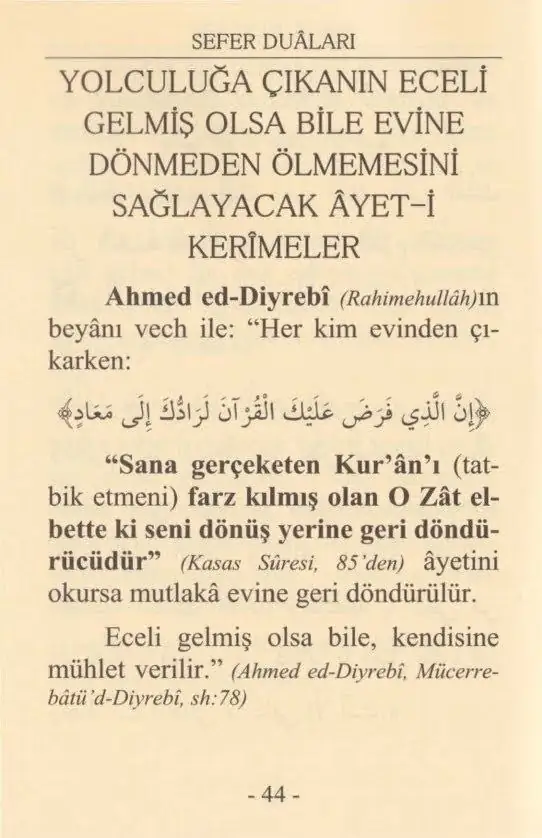 SEFER DUÂLARI
YOLCULUĞA ÇIKANIN ECELİ
GELMİŞ OLSA BİLE EVİNE
DÖNMEDEN ÖLMEMESİNİ
SAĞLAYACAK ÂYET-İ
KERÎMELER
Ahmed ed-Diyrebî (Rahimehullâh)ın
beyânı vech ile: “Her kim evinden çı-
karken:
﴿إِنَّ الَّذِي فَرَضَ عَلَيْكَ الْقُرْآنَ لَرَادُّكَ إِلَى مَعَادٍ﴾
“Sana gerçeketen Kur’ân’ı (tat-
bik etmeni) farz kılmış olan O Zât el-
bette ki seni dönüş yerine geri döndü-
rücüdür” (Kasas Sûresi, 85’den) âyetini
okursa mutlakâ evine geri döndürülür.
Eceli gelmiş olsa bile, kendisine
mühlet verilir.” (Ahmed ed-Diyrebî, Mücerre-
bâtü’d-Diyrebî, sh:78)
- 44 -